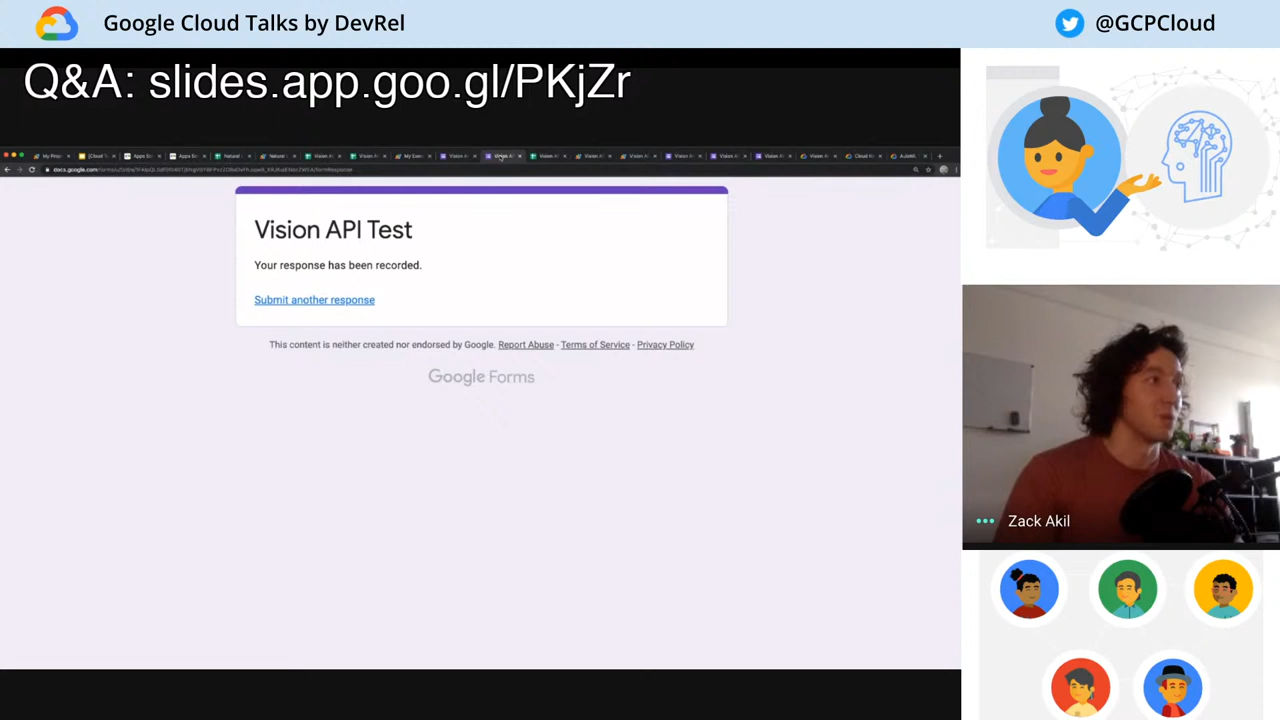 Google Cloud Talks by DevRel
@GCPCloud
Q&A: slides.app.goo.gl/PKjZr
Vision API Test
Your response has been recorded.
Submit another response
This content is neither created nor endorsed by Google. Report Abuse - Terms of Service - Privacy Policy
Google Forms
Zack Akil